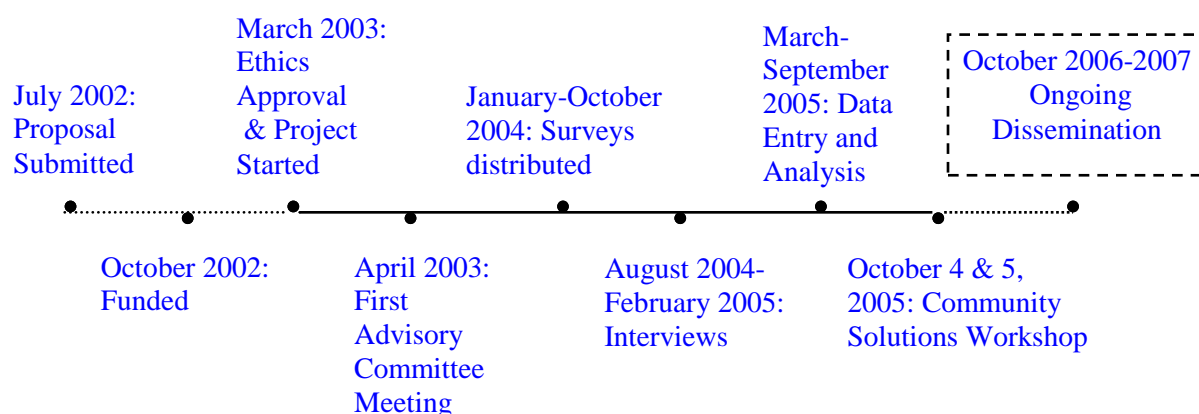 July 2002:
Proposal
Submitted
October 2002:
Funded
March 2003:
Ethics
Approval
& Project
Started
April 2003:
First
Advisory
Committee
Meeting
January-October
2004: Surveys
distributed
August 2004-
February 2005:
Interviews
March-
September
2005: Data
Entry and
Analysis
October 4 & 5,
2005: Community
Solutions Workshop
October 2006-2007
Ongoing
Dissemination